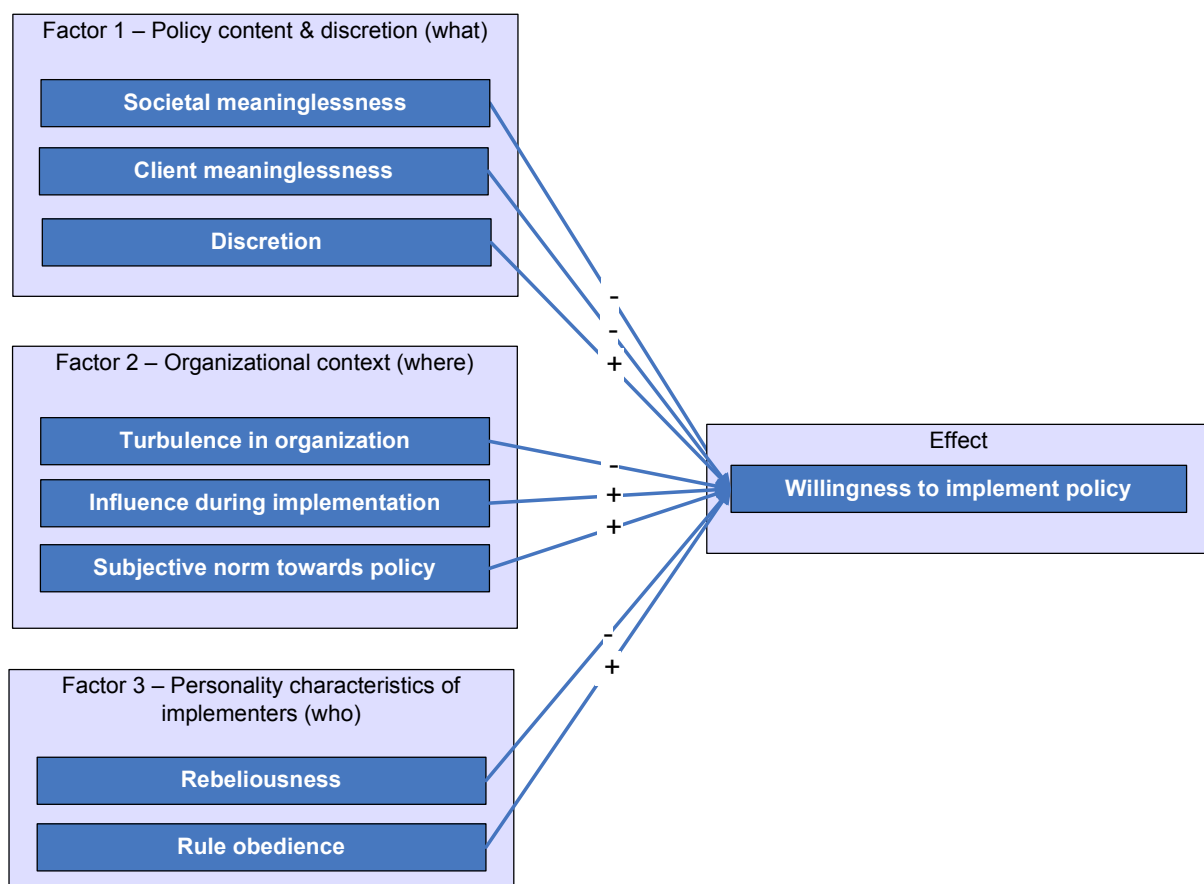 Factor 1 – Policy content & discretion (what)
Societal meaninglessness
Client meaninglessness
Discretion
-
-
+
Factor 2 – Organizational context (where)
Turbulence in organization
Influence during implementation
Subjective norm towards policy
-
+
+
Effect
Willingness to implement policy
Factor 3 – Personality characteristics of
implementers (who)
Rebeliousness
Rule obedience
-
+